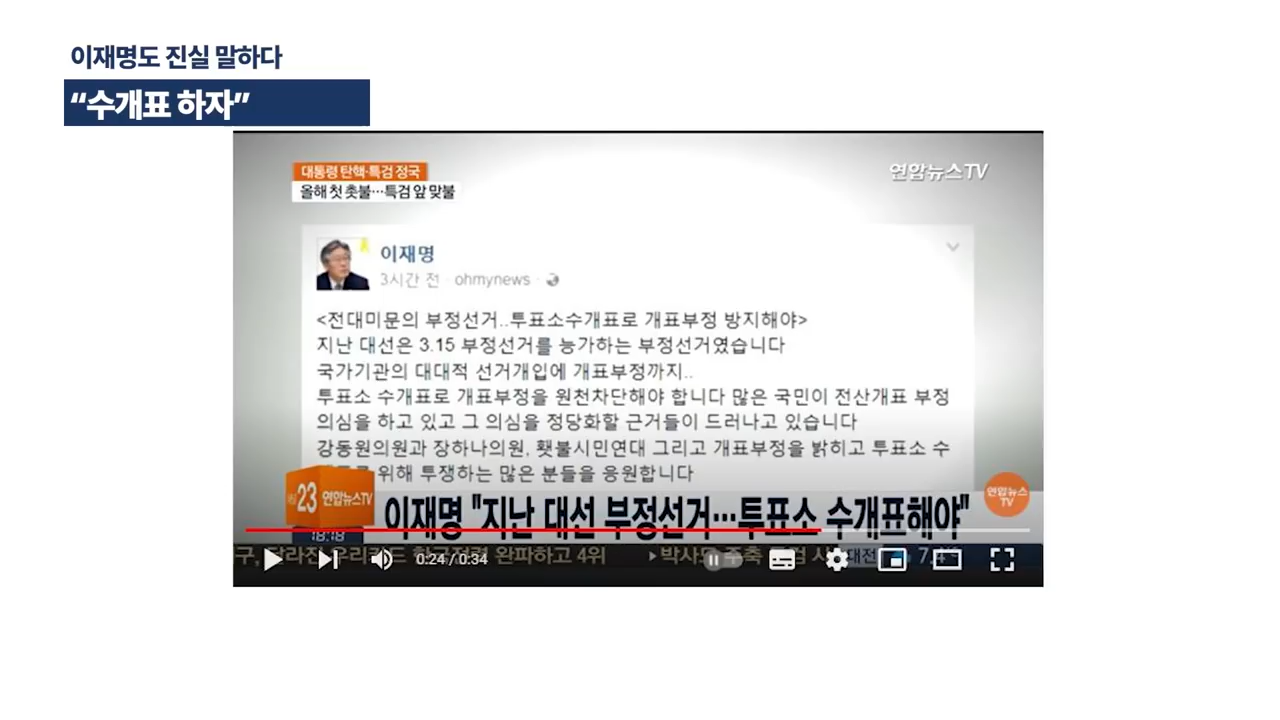 이재명도 진실 말하다
“수개표 하자”
대통령 탄핵·특검 정국
올해 첫 촛불…특검 앞 맞불
연합뉴스TV
이재명
3시간 전 · ohmynews ·
<전대미문의 부정선거..투표소수개표로 개표부정 방지해야>
지난 대선은 3.15 부정선거를 능가하는 부정선거였습니다
국가기관의 대대적 선거개입에 개표부정까지..
투표소 수개표로 개표부정을 원천차단해야 합니다 많은 국민이 전산개표 부정
의심을 하고 있고 그 의심을 정당화할 근거들이 드러나고 있습니다
강동원의원과 장하나의원, 횃불시민연대 그리고 개표부정을 밝히고 투표소 수
위해 투쟁하는 많은 분들을 응원합니다
23 연합뉴스TV
연합뉴스
TV
이재명 "지난 대선 부정선거…투표소 수개표해야"
18:18
완파하고 4위
0:24 / 0:34